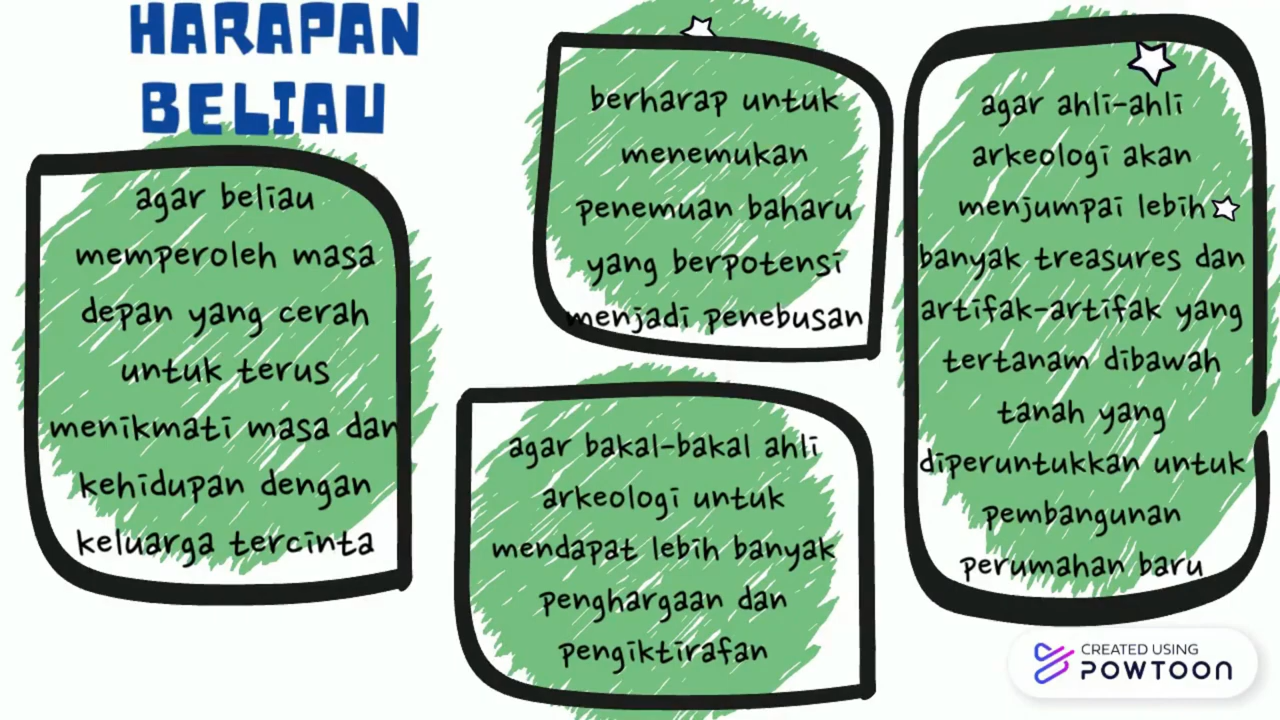 HARAPAN
BELIAU
agar beliau
memperoleh masa
depan yang cerah
untuk terus
menikmati masa dan
kehidupan dengan
keluarga tercinta
berharap untuk
menemukan
penemuan baharu
yang berpotensi
menjadi penebusan
agar bakal-bakal ahli
arkeologi untuk
mendapat lebih banyak
penghargaan dan
pengiktirafan
agar ahli-ahli
arkeologi akan
menjumpai lebih
banyak treasures dan
artifak-artifak yang
tertanam dibawah
tanah yang
diperuntukkan untuk
pembangunan
perumahan baru
CREATED USING
POWTOON